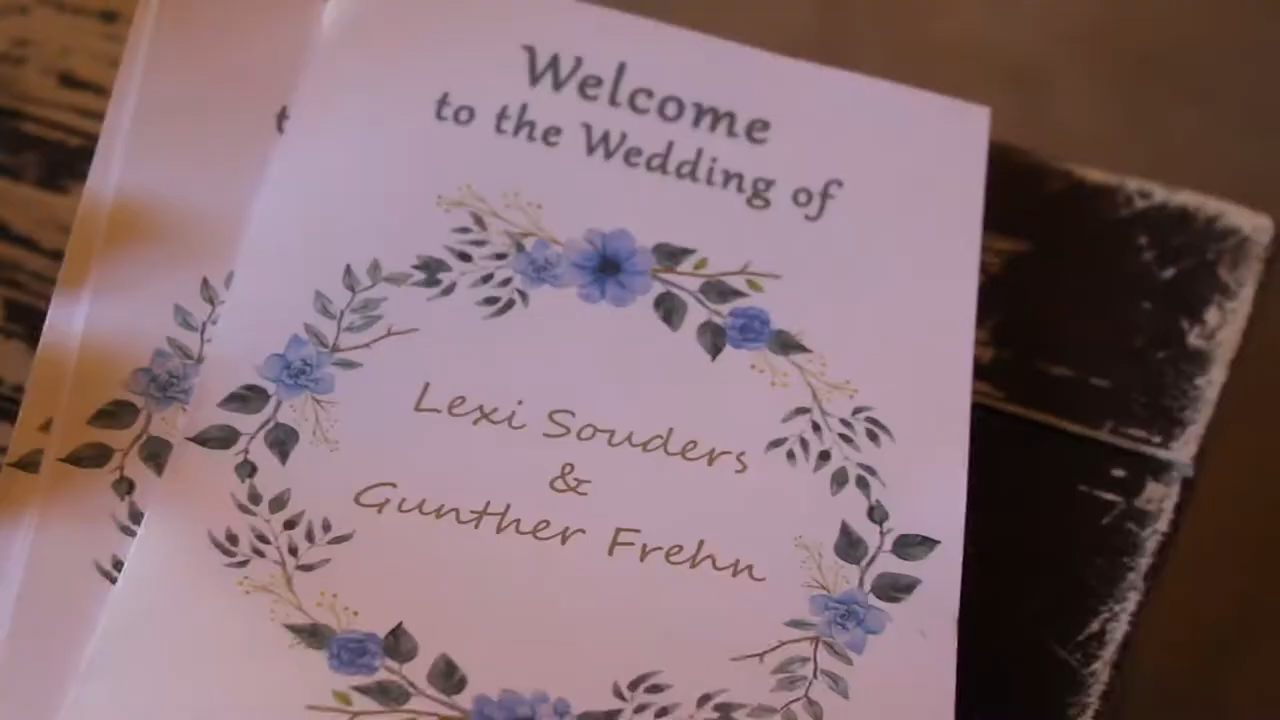 Welcome
to the Wedding of
Lexi Souders
&
Gunther Frehn
t